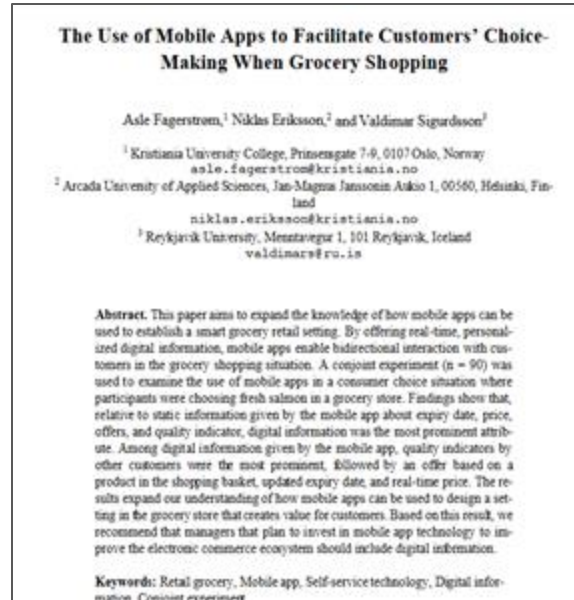 The Use of Mobile Apps to Facilitate Customers’ Choice-
Making When Grocery Shopping
Asle Fagerstrøm,¹ Niklas Eriksson,² and Valdimar Sigurdsson³
¹ Kristiania University College, Prinsensgate 7-9, 0107 Oslo, Norway
asle.fagerstrom@kristiania.no
² Arcada University of Applied Sciences, Jan-Magnus Janssonin Aukio 1, 00560, Helsinki, Fin-
land
niklas.eriksson@kristiania.no
³ Reykjavik University, Menntavegur 1, 101 Reykjavik, Iceland
valdimars@ru.is
Abstract. This paper aims to expand the knowledge of how mobile apps can be
used to establish a smart grocery retail setting. By offering real-time, personal-
ized digital information, mobile apps enable bidirectional interaction with cus-
tomers in the grocery shopping situation. A conjoint experiment (n = 90) was
used to examine the use of mobile apps in a consumer choice situation where
participants were choosing fresh salmon in a grocery store. Findings show that,
relative to static information given by the mobile app about expiry date, price,
offers, and quality indicator, digital information was the most prominent attrib-
ute. Among digital information given by the mobile app, quality indicators by
other customers were the most prominent, followed by an offer based on a
product in the shopping basket, updated expiry date, and real-time price. The re-
sults expand our understanding of how mobile apps can be used to design a set-
ting in the grocery store that creates value for customers. Based on this result, we
recommend that managers that plan to invest in mobile app technology to im-
prove the electronic commerce ecosystem should include digital information.
Keywords: Retail grocery, Mobile app, Self-service technology, Digital infor-
mation, Conjoint experiment